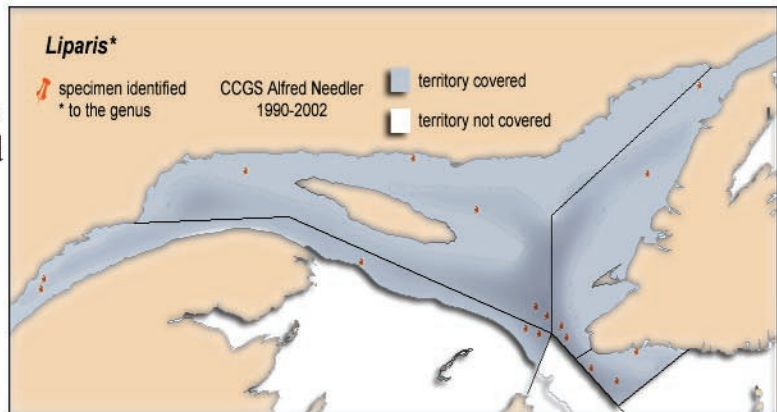 Liparis*
specimen identified
* to the genus
CCGS Alfred Needler
1990-2002
territory covered
territory not covered